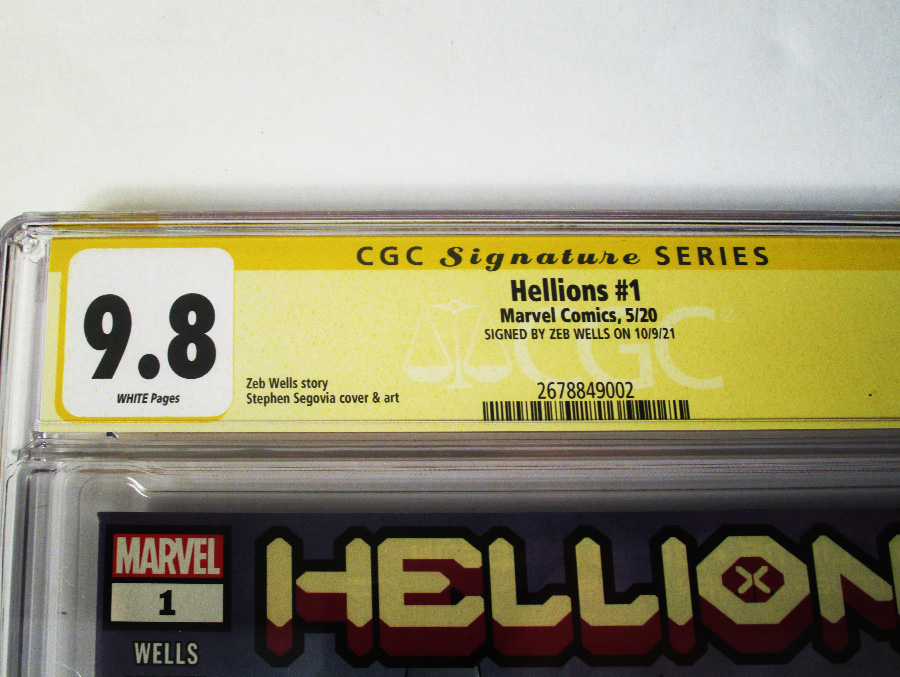 CGC Signature SERIES
9.8
WHITE Pages
Hellions #1
Marvel Comics, 5/20
SIGNED BY ZEB WELLS ON 10/9/21
Zeb Wells story
Stephen Segovia cover & art
CGC®
2678849002
MARVEL
1
WELLS
HELLION